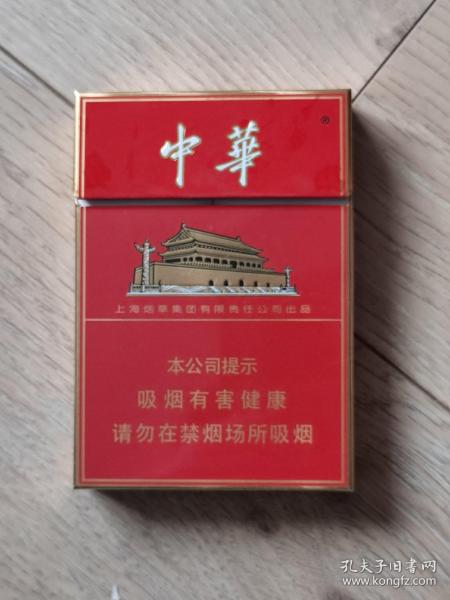 中華
®
上海烟草集团有限责任公司出品
本公司提示
吸烟有害健康
请勿在禁烟场所吸烟
孔夫子旧书网
www.kongfz.com